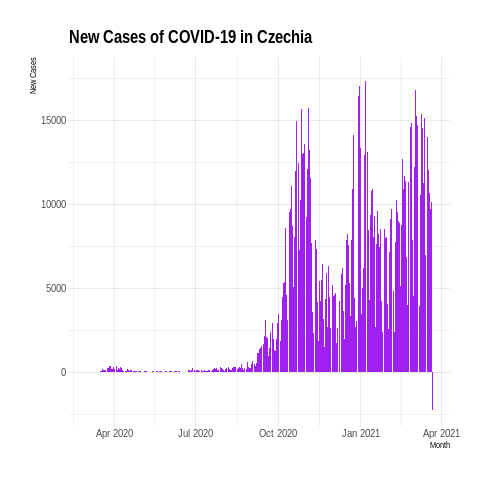 New Cases of COVID-19 in Czechia
New Cases
15000
10000
5000
0
Apr 2020
Jul 2020
Oct 2020
Jan 2021
Apr 2021
Month